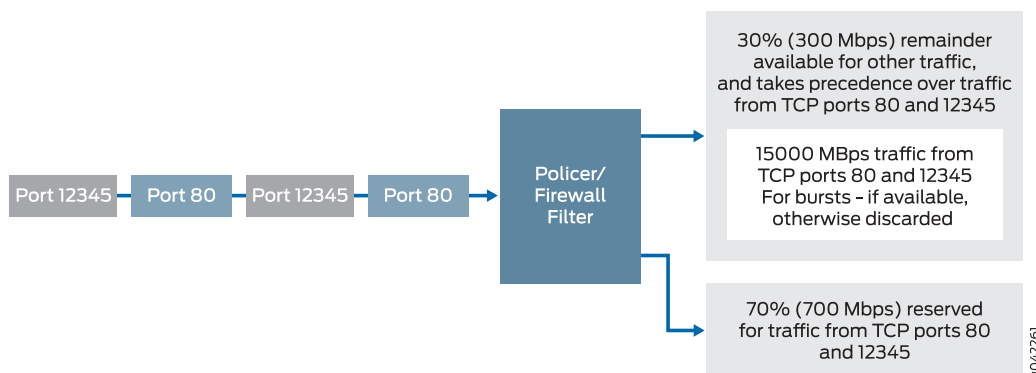 Port 12345
Port 80
Port 12345
Port 80
Policer/
Firewall
Filter
30% (300 Mbps) remainder
available for other traffic,
and takes precedence over traffic
from TCP ports 80 and 12345
15000 MBps traffic from
TCP ports 80 and 12345
For bursts - if available,
otherwise discarded
70% (700 Mbps) reserved
for traffic from TCP ports 80
and 12345